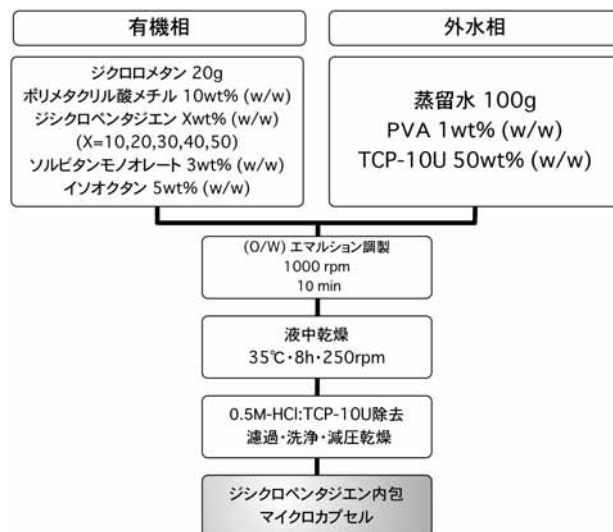 有機相
外水相
ジクロロメタン 20g
ポリメタクリル酸メチル 10wt% (w/w)
ジシクロペンタジエン Xwt% (w/w)
(X=10,20,30,40,50)
ソルビタンモノオレート 3wt% (w/w)
イソオクタン 5wt% (w/w)
蒸留水 100g
PVA 1wt% (w/w)
TCP-10U 50wt% (w/w)
(O/W) エマルション調製
1000 rpm
10 min
液中乾燥
35℃・8h・250rpm
0.5M-HCl:TCP-10U除去
濾過・洗浄・減圧乾燥
ジシクロペンタジエン内包
マイクロカプセル